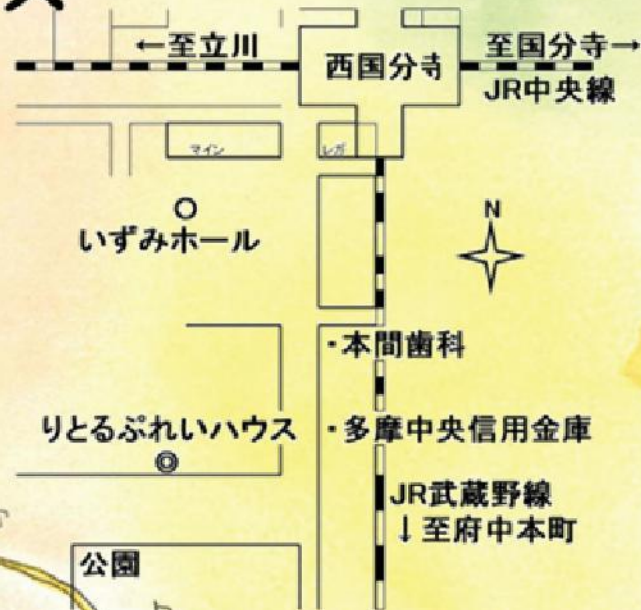 ←至立川
西国分寺
至国分寺→
JR中央線
マイン
レガ
いずみホール
N
・本間歯科
りとるぷれいハウス
・多摩中央信用金庫
JR武蔵野線
↓至府中本町
公園